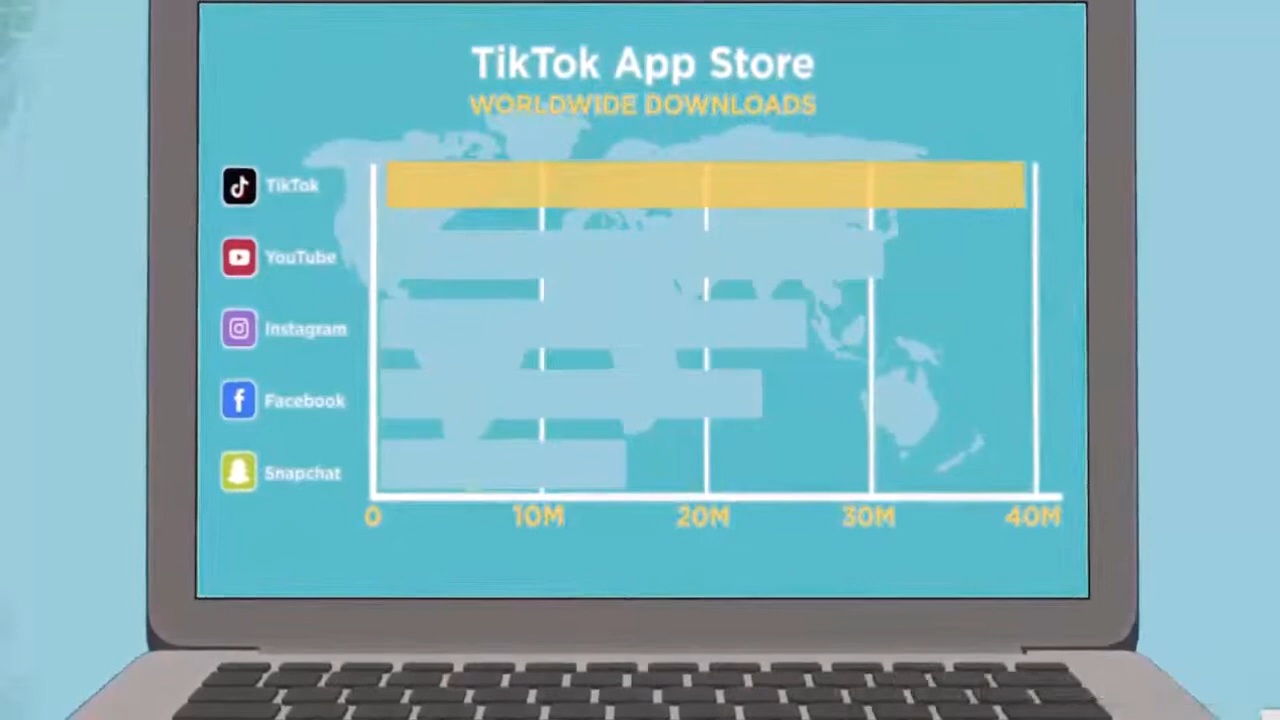 TikTok App Store
WORLDWIDE DOWNLOADS
TikTok
YouTube
Instagram
Facebook
Snapchat
0 10M 20M 30M 40M